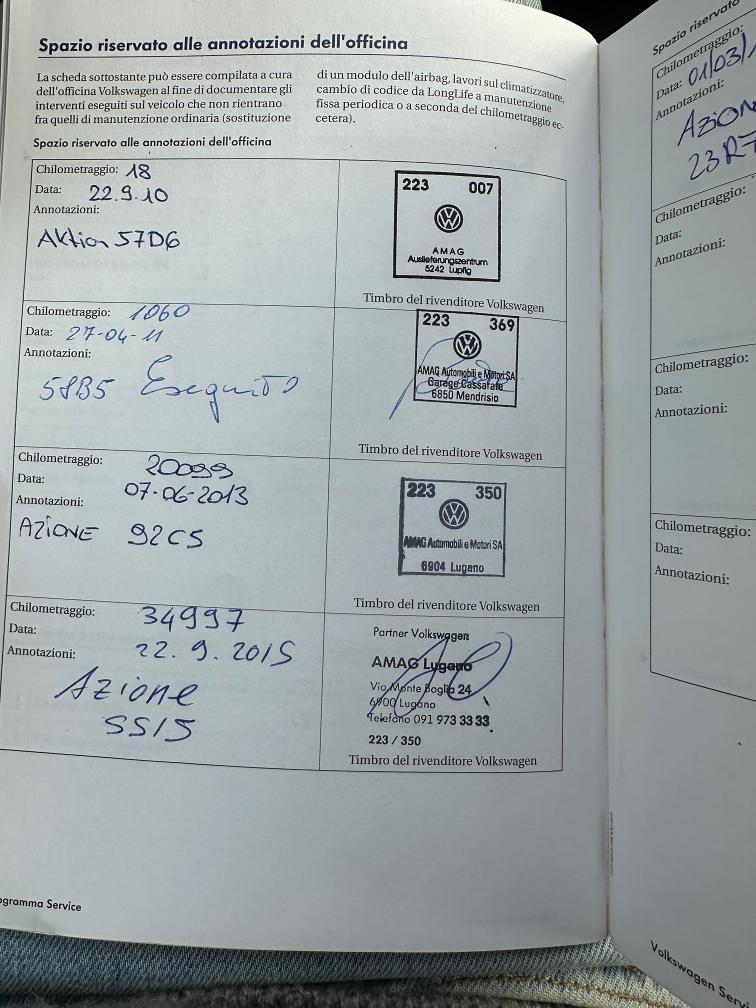 Spazio riservato alle annotazioni dell'officina
La scheda sottostante può essere compilata a cura
dell'officina Volkswagen al fine di documentare gli
interventi eseguiti sul veicolo che non rientrano
fra quelli di manutenzione ordinaria (sostituzione
di un modulo dell'airbag, lavori sul climatizzatore,
cambio di codice da LongLife a manutenzione
fissa periodica o a seconda del chilometraggio ec-
cetera).
Spazio riservato alle annotazioni dell'officina
Chilometraggio: 18
Data: 22.9.10
Annotazioni:
Aktion 57D6
223 007
AMAG
Auslieferungszentrum
5242 Lupfig
Timbro del rivenditore Volkswagen
Chilometraggio: 1060
Data: 27-04-11
Annotazioni:
58B5 Eseguito
223 369
AMAG Automobili e Motori SA
Garage Cassarate
6850 Mendrisio
Timbro del rivenditore Volkswagen
Chilometraggio: 20099
Data: 07-06-2013
Annotazioni:
AZIONE 92C5
223 350
AMAG Automobili e Motori SA
6904 Lugano
Timbro del rivenditore Volkswagen
Chilometraggio: 34997
Data: 22.9.2015
Annotazioni:
Azione
SS15
Partner Volkswagen
AMAG Lugano
Via Monte Boglia 24
6900 Lugano
Telefono 091 973 33 33
223 / 350
Timbro del rivenditore Volkswagen
ogramma Service
Spazio riservato
Chilometraggio:
Data: 01/03/1
Annotazioni:
Azion
23R7
Chilometraggio:
Data:
Annotazioni:
Chilometraggio:
Data:
Annotazioni:
Chilometraggio:
Data:
Annotazioni:
Volkswagen Serv